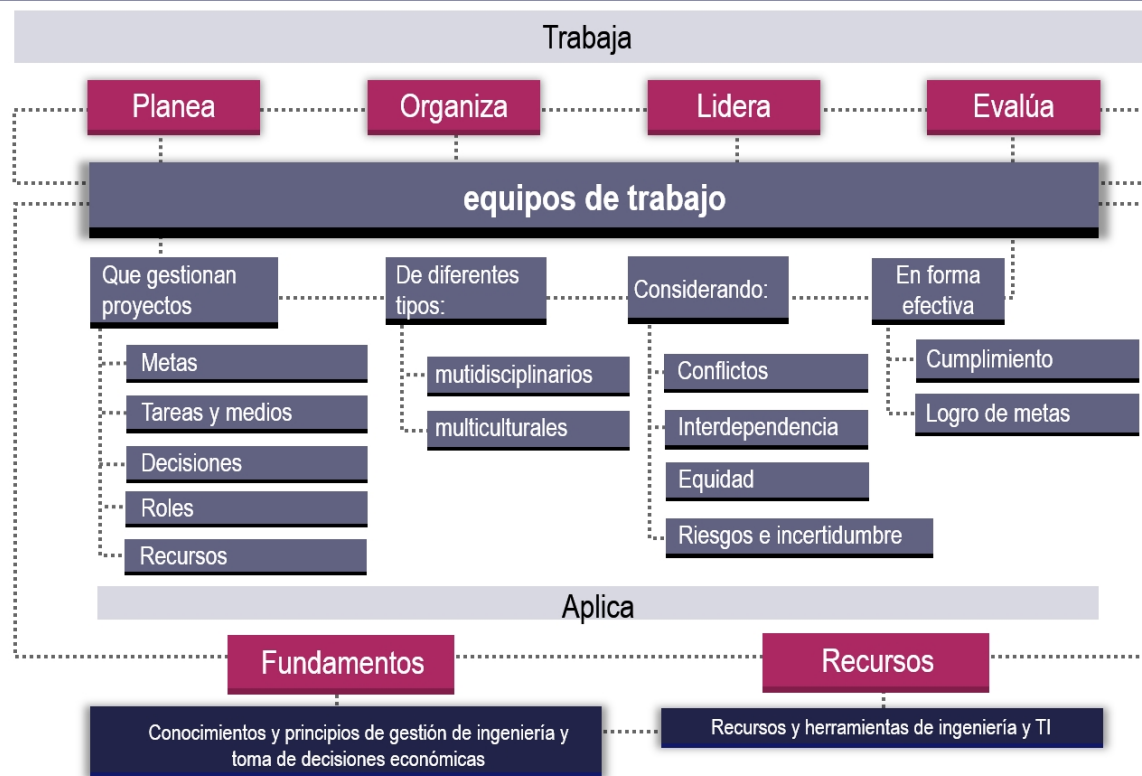 Trabaja
Planea
Organiza
Lidera
Evalúa
equipos de trabajo
Que gestionan
proyectos
Metas
Tareas y medios
Decisiones
Roles
Recursos
De diferentes
tipos:
mutidisciplinarios
multiculturales
Considerando:
Conflictos
Interdependencia
Equidad
Riesgos e incertidumbre
En forma
efectiva
Cumplimiento
Logro de metas
Aplica
Fundamentos
Recursos
Conocimientos y principios de gestión de ingeniería y
toma de decisiones económicas
Recursos y herramientas de ingeniería y TI